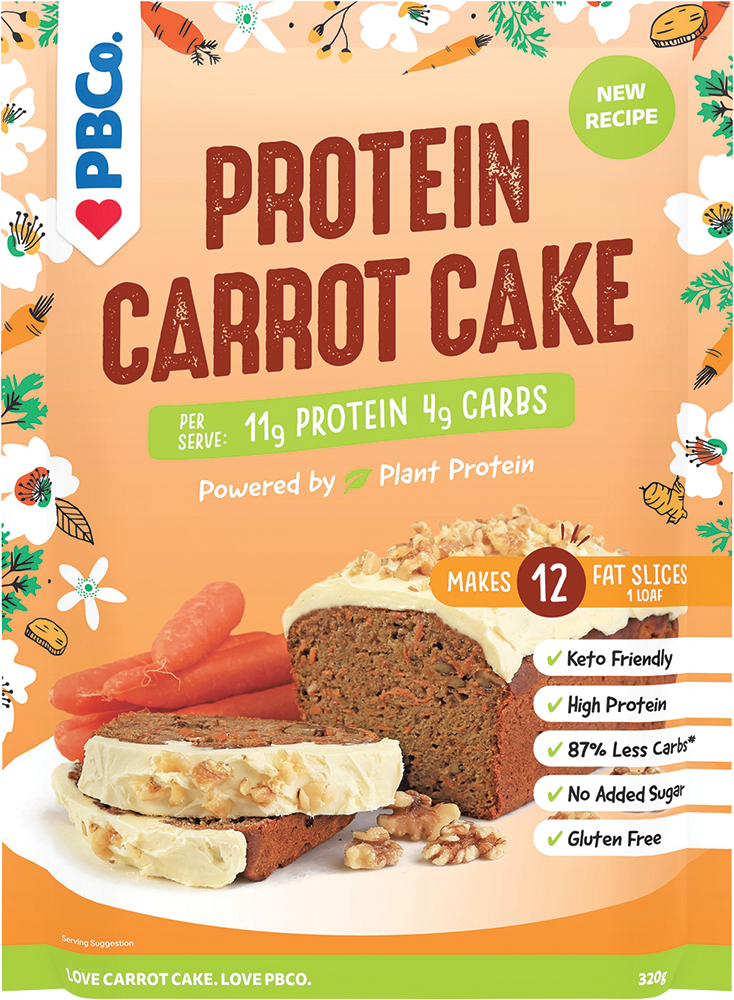 PBCo.
NEW
RECIPE
PROTEIN
CARROT CAKE
PER
SERVE: 11g PROTEIN 4g CARBS
Powered by Plant Protein
MAKES 12 FAT SLICES
1 LOAF
Keto Friendly
High Protein
87% Less Carbs#
No Added Sugar
Gluten Free
Serving Suggestion
LOVE CARROT CAKE. LOVE PBCO.
320g